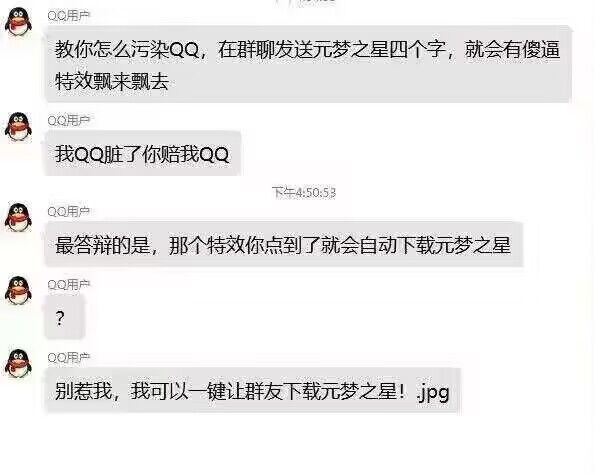 QQ用户
教你怎么污染QQ，在群聊发送元梦之星四个字，就会有傻逼
特效飘来飘去
QQ用户
我QQ脏了你赔我QQ
下午4:50:53
QQ用户
最答辩的是，那个特效你点到了就会自动下载元梦之星
QQ用户
？
QQ用户
别惹我，我可以一键让群友下载元梦之星！.jpg